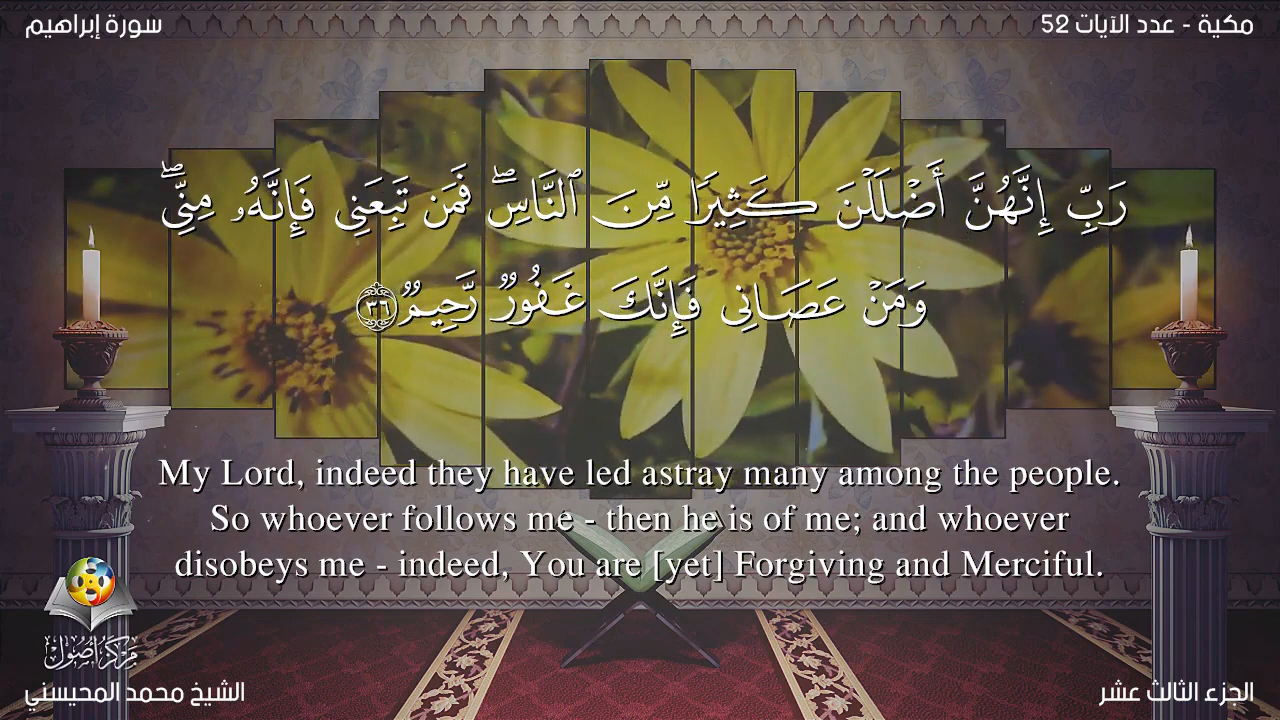 مكية - عدد الآيات 52
سورة إبراهيم
رَبِّ إِنَّهُنَّ أَضۡلَلۡنَ كَثِيرٗا مِّنَ ٱلنَّاسِۖ فَمَن تَبِعَنِي فَإِنَّهُۥ مِنِّيۖ
وَمَنۡ عَصَانِي فَإِنَّكَ غَفُورٞ رَّحِيمٞ ٣٦
My Lord, indeed they have led astray many among the people.
So whoever follows me - then he is of me; and whoever
disobeys me - indeed, You are [yet] Forgiving and Merciful.
مركز أصول
الجزء الثالث عشر
الشيخ محمد المحيسني